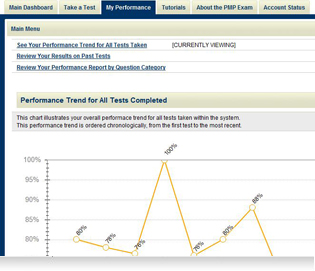 Main Dashboard Take a Test My Performance Tutorials About the PMP Exam Account Status
Main Menu
See Your Performance Trend for All Tests Taken [CURRENTLY VIEWING]
Review Your Results on Past Tests
Review Your Performance Report by Question Category
Performance Trend for All Tests Completed
This chart illustrates your overall performace trend for all tests taken within the system.
This performance trend is ordered chronologically, from the first test to the most recent.
100%
100%
95%
90%
88%
85%
80%
80% 78% 76% 76% 80%